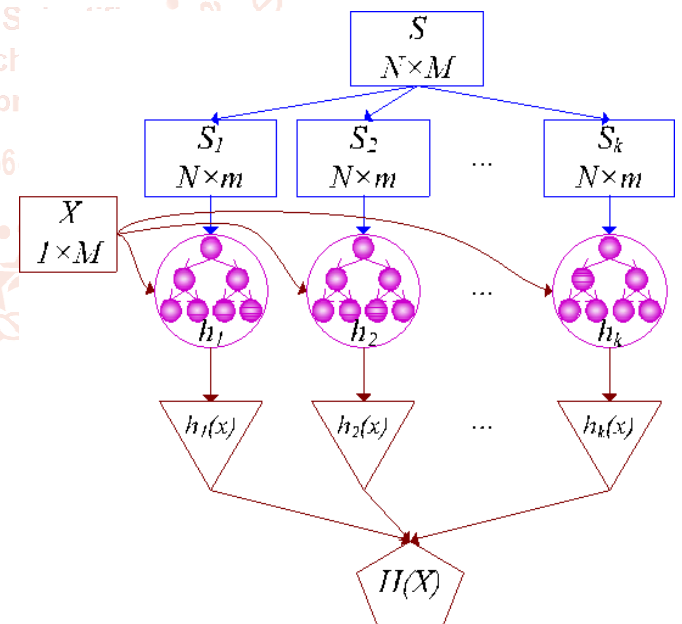 S
N×M
S₁
N×m
S₂
N×m
...
Sₖ
N×m
X
1×M
h₁
h₂
...
hₖ
h₁(x)
h₂(x)
...
hₖ(x)
H(X)